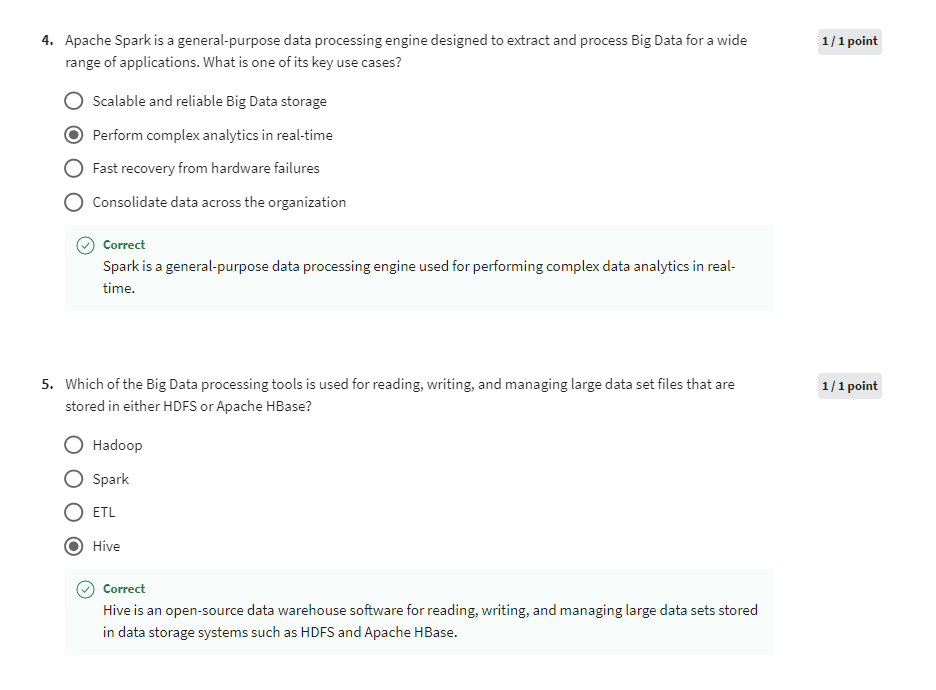 4. Apache Spark is a general-purpose data processing engine designed to extract and process Big Data for a wide
range of applications. What is one of its key use cases?
1 / 1 point
Scalable and reliable Big Data storage
Perform complex analytics in real-time
Fast recovery from hardware failures
Consolidate data across the organization
Correct
Spark is a general-purpose data processing engine used for performing complex data analytics in real-
time.
5. Which of the Big Data processing tools is used for reading, writing, and managing large data set files that are
stored in either HDFS or Apache HBase?
1 / 1 point
Hadoop
Spark
ETL
Hive
Correct
Hive is an open-source data warehouse software for reading, writing, and managing large data sets stored
in data storage systems such as HDFS and Apache HBase.